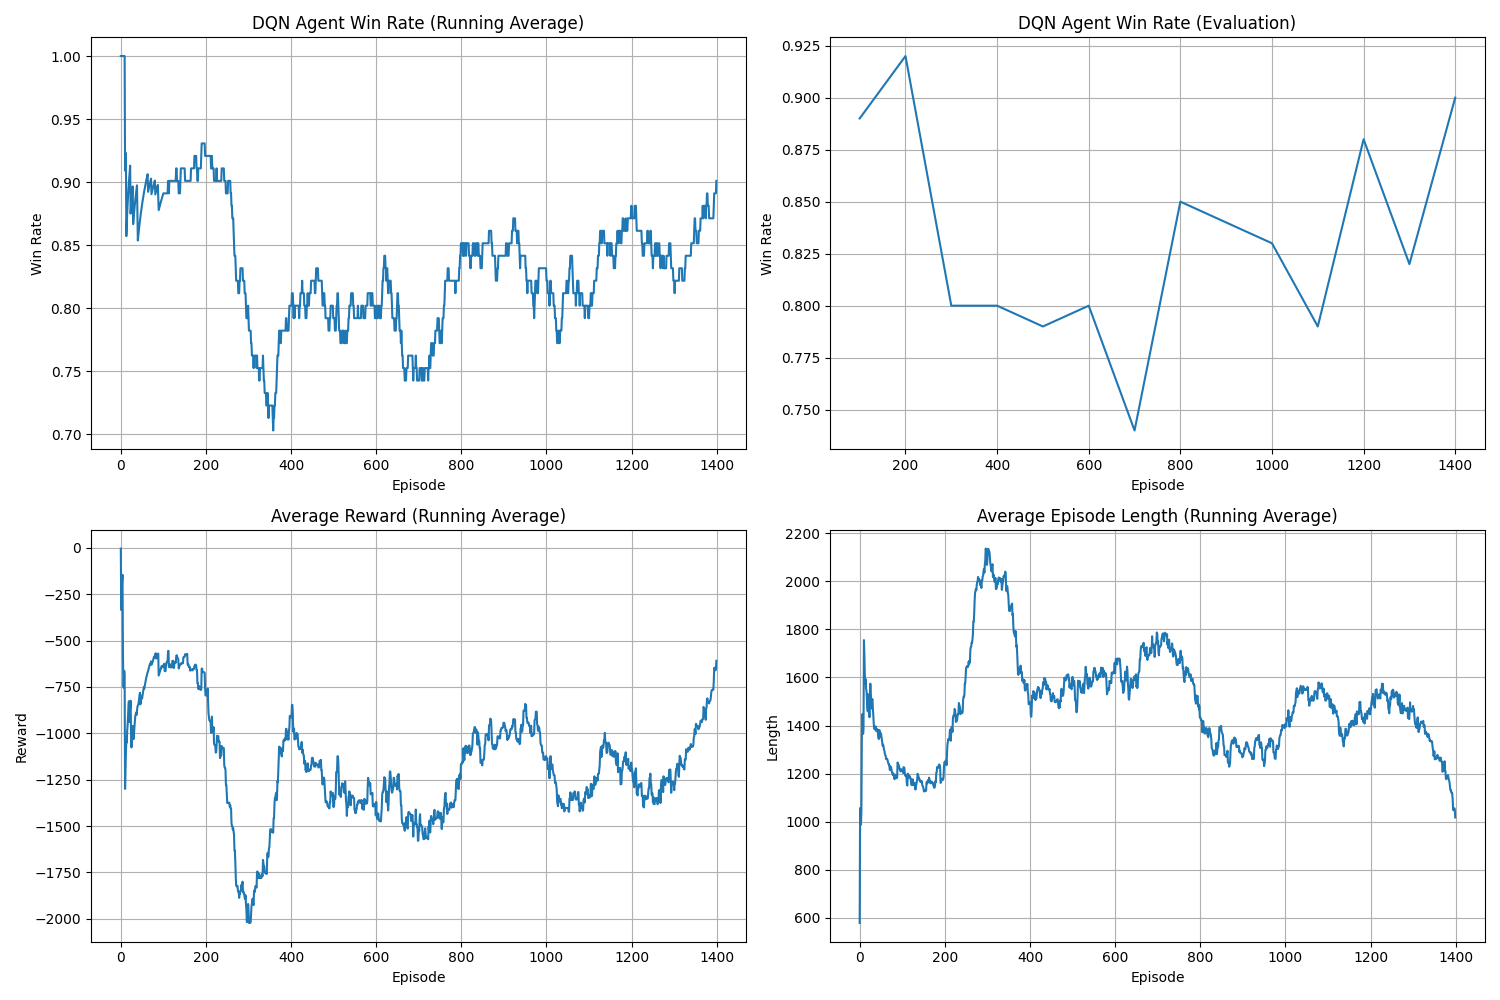 DQN Agent Win Rate (Running Average)
1.00
0.95
0.90
0.85
0.80
0.75
0.70
Win Rate
0 200 400 600 800 1000 1200 1400
Episode
DQN Agent Win Rate (Evaluation)
0.925
0.900
0.875
0.850
0.825
0.800
0.775
0.750
Win Rate
200 400 600 800 1000 1200 1400
Episode
Average Reward (Running Average)
0
−250
−500
−750
−1000
−1250
−1500
−1750
−2000
Reward
0 200 400 600 800 1000 1200 1400
Episode
Average Episode Length (Running Average)
2200
2000
1800
1600
1400
1200
1000
800
600
Length
0 200 400 600 800 1000 1200 1400
Episode